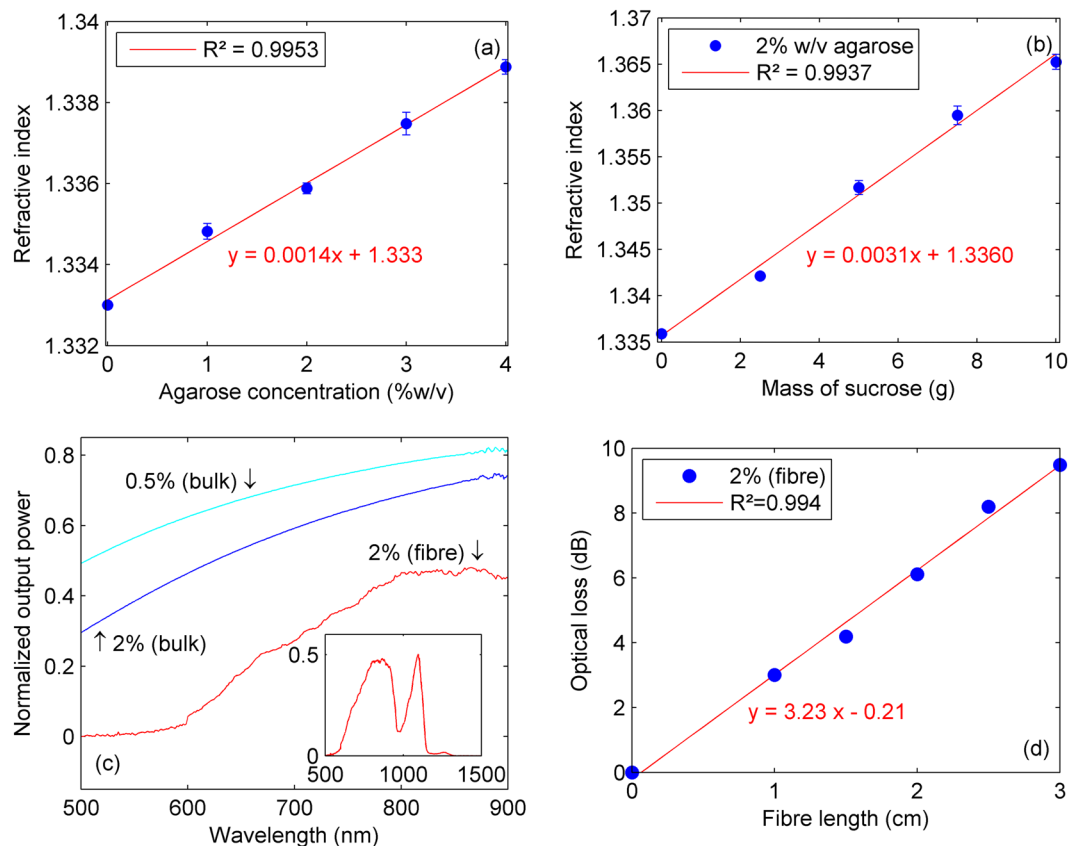 1.34
1.338
1.336
1.334
1.332
Refractive index
R² = 0.9953
(a)
y = 0.0014x + 1.333
0 1 2 3 4
Agarose concentration (%w/v)
1.37
1.365
1.36
1.355
1.35
1.345
1.34
1.335
Refractive index
2% w/v agarose
R² = 0.9937
(b)
y = 0.0031x + 1.3360
0 2 4 6 8 10
Mass of sucrose (g)
0.8
0.6
0.4
0.2
0
Normalized output power
0.5% (bulk) ↓
2% (fibre) ↓
↑ 2% (bulk)
0.5
0
500 1000 1500
(c)
500 600 700 800 900
Wavelength (nm)
10
8
6
4
2
0
Optical loss (dB)
2% (fibre)
R²=0.994
y = 3.23 x - 0.21
(d)
0 1 2 3
Fibre length (cm)